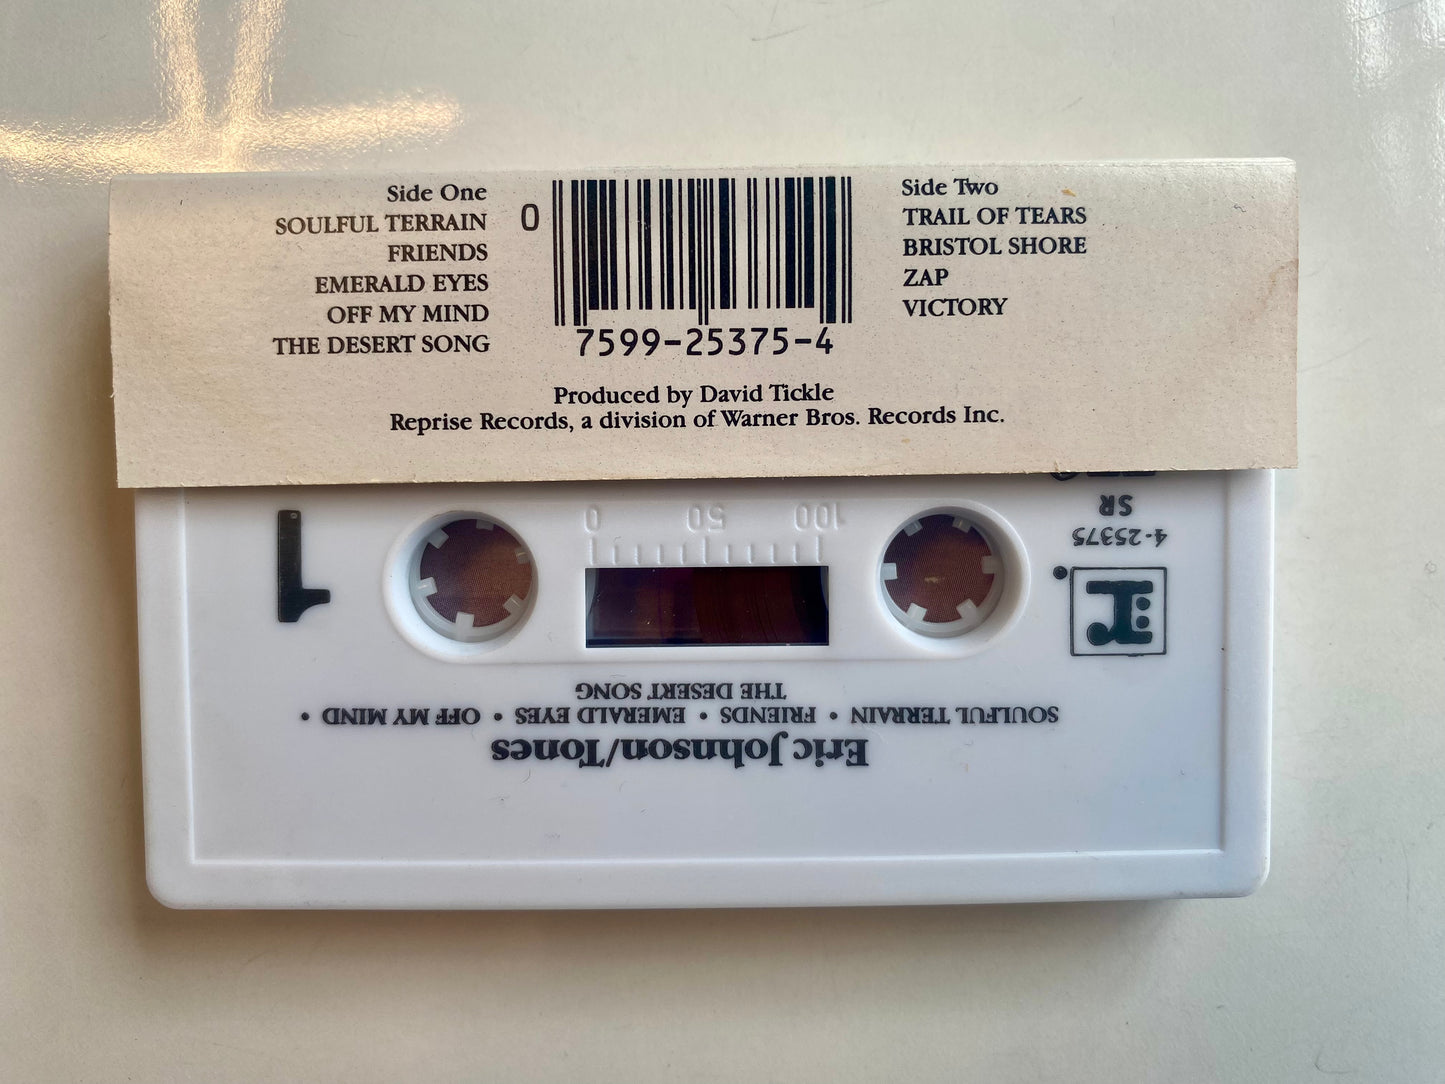 Side One
SOULFUL TERRAIN
FRIENDS
EMERALD EYES
OFF MY MIND
THE DESERT SONG
0
7599-25375-4
Side Two
TRAIL OF TEARS
BRISTOL SHORE
ZAP
VICTORY
Produced by David Tickle
Reprise Records, a division of Warner Bros. Records Inc.
Eric Johnson/Tones
SOULFUL TERRAIN • FRIENDS • EMERALD EYES • OFF MY MIND •
THE DESERT SONG
r:
4-25375
SR
100 50 0
1